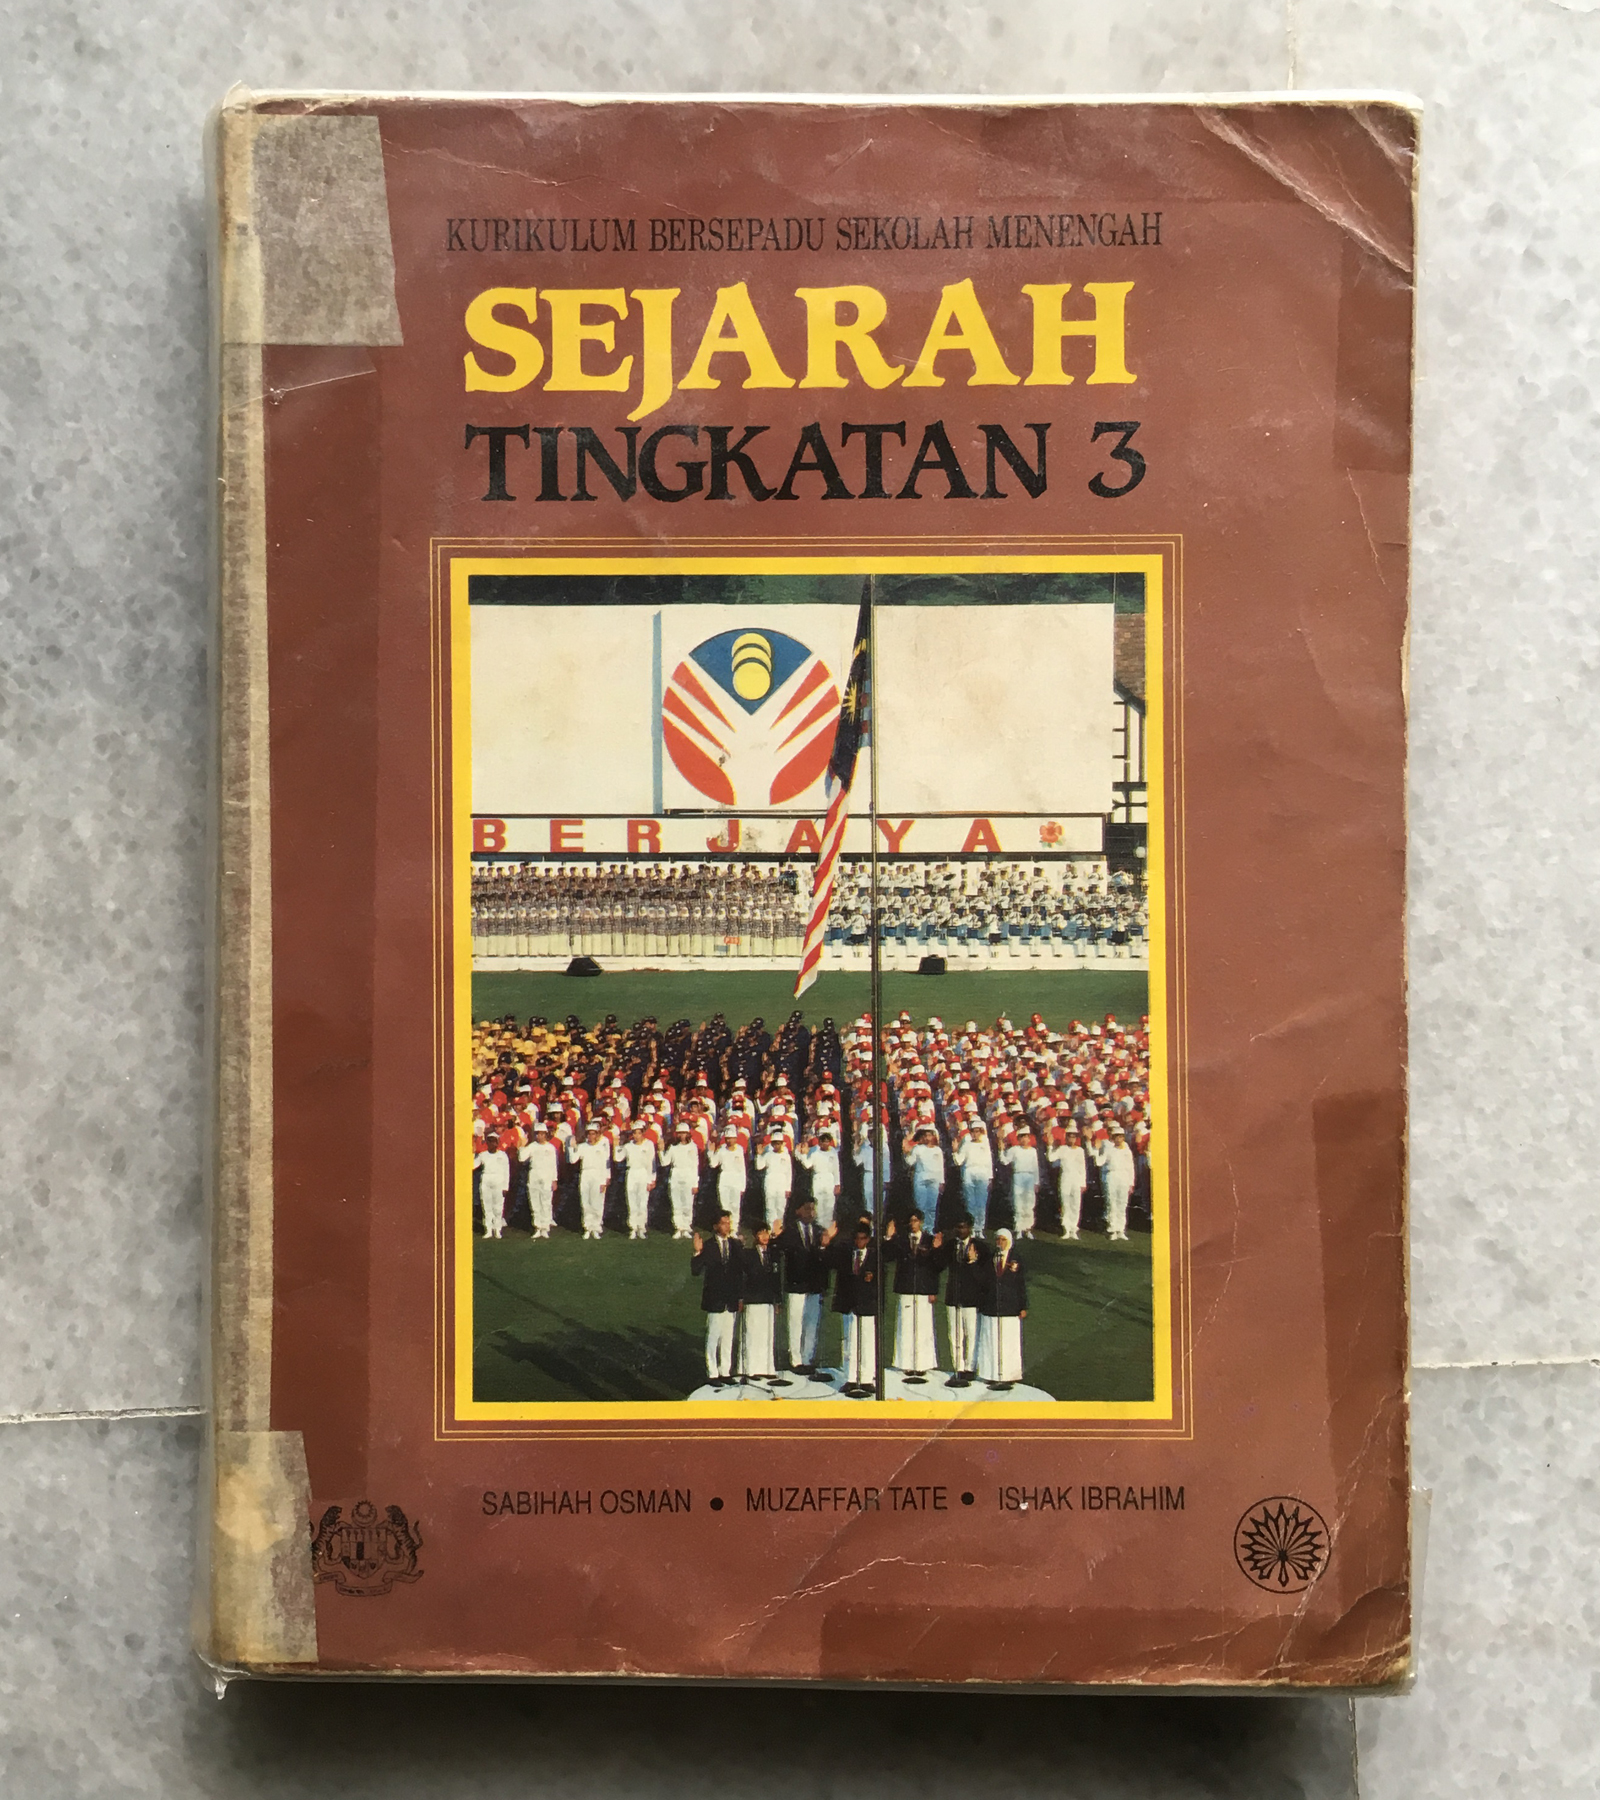 KURIKULUM BERSEPADU SEKOLAH MENENGAH
SEJARAH
TINGKATAN 3
BERJAYA
SABIHAH OSMAN • MUZAFFAR TATE • ISHAK IBRAHIM